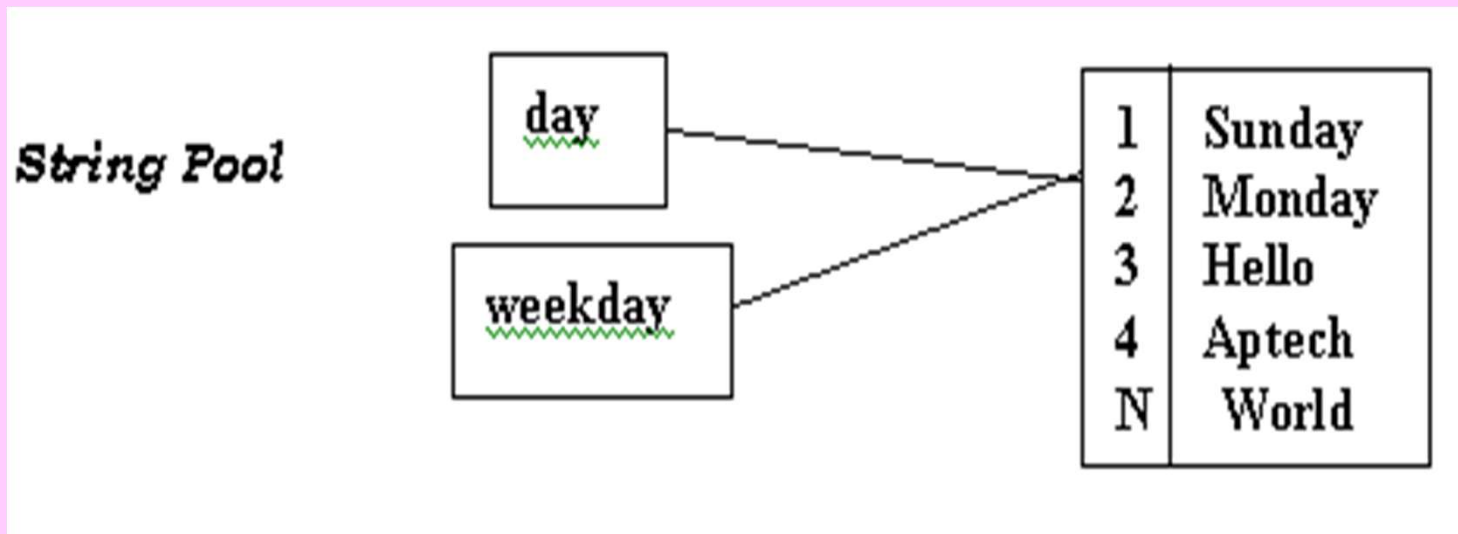 String Pool
day
weekday
1 Sunday
2 Monday
3 Hello
4 Aptech
N World